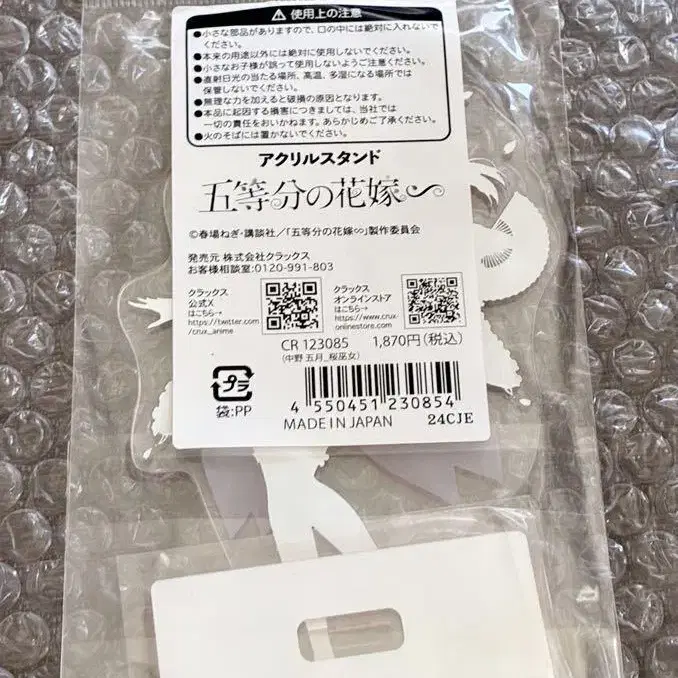 ⚠ 使用上の注意
●小さな部品がありますので、口の中には絶対に入れないで
ください。
●本来の用途以外には絶対に使用しないでください。
●小さなお子様が誤って使用しないようご注意ください。
●直射日光の当たる場所、高温、多湿になる場所では
保管しないでください。
●無理な力を加えると破損の原因となります。
●本品に起因する損害につきましては、当社では
一切の責任をおいかねます。あらかじめご了承ください。
●火のそばには置かないでください。
アクリルスタンド
五等分の花嫁∽
©春場ねぎ・講談社/「五等分の花嫁∽」製作委員会
発売元 株式会社クラックス
お客様相談室:0120-991-803
クラックス
公式X
はこちら→
https://twitter.com
/crux_anime
クラックス
オンラインストア
はこちら→
https://www.crux-
onlinestore.com
CR 123085 1,870円(税込)
(中野 五月_桜巫女)
プラ
袋:PP
4 550451 230854
MADE IN JAPAN 24CJE